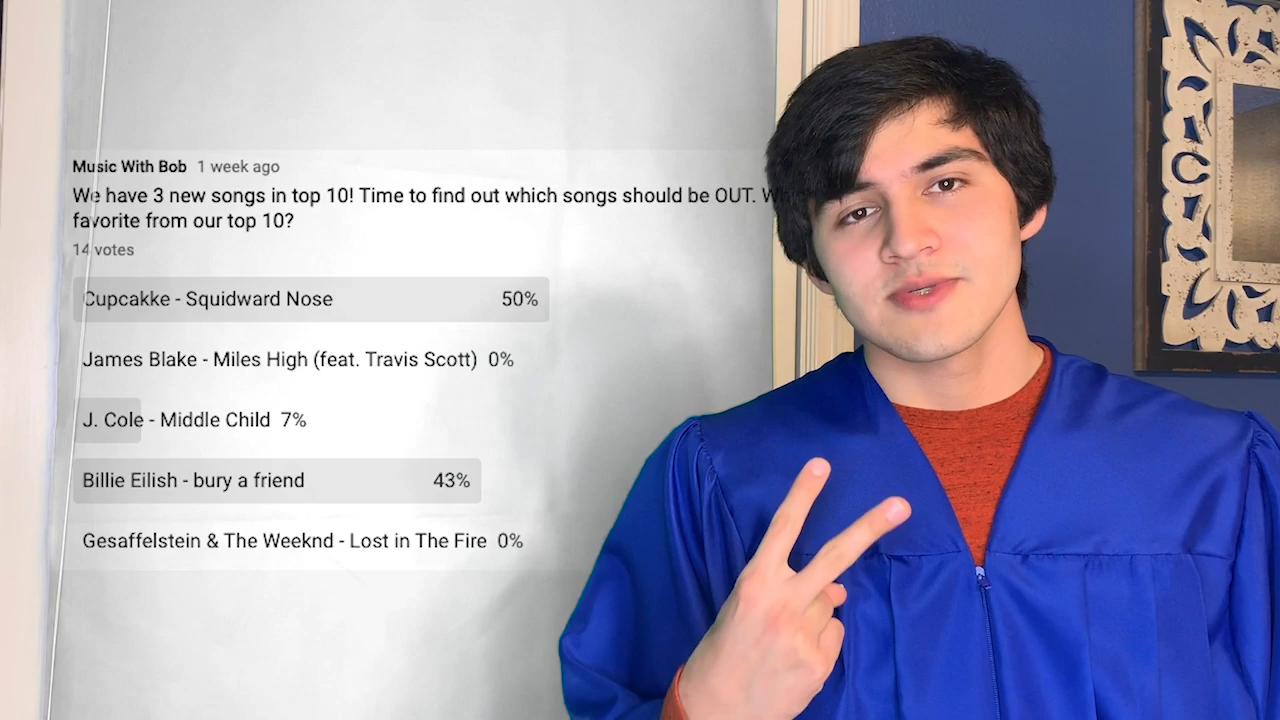 Music With Bob 1 week ago
We have 3 new songs in top 10! Time to find out which songs should be OUT.
favorite from our top 10?
14 votes
Cupcakke - Squidward Nose 50%
James Blake - Miles High (feat. Travis Scott) 0%
J. Cole - Middle Child 7%
Billie Eilish - bury a friend 43%
Gesaffelstein & The Weeknd - Lost in The Fire 0%